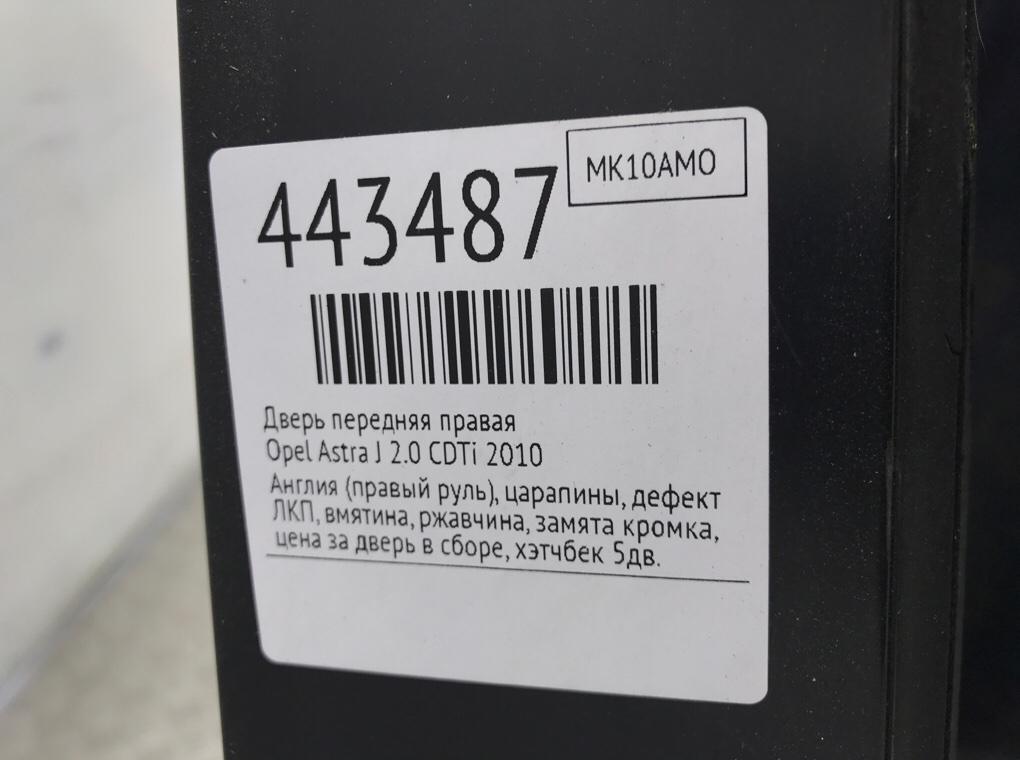 443487
MK10AMO
Дверь передняя правая
Opel Astra J 2.0 CDTi 2010
Англия (правый руль), царапины, дефект
ЛКП, вмятина, ржавчина, замята кромка,
цена за дверь в сборе, хэтчбек 5дв.